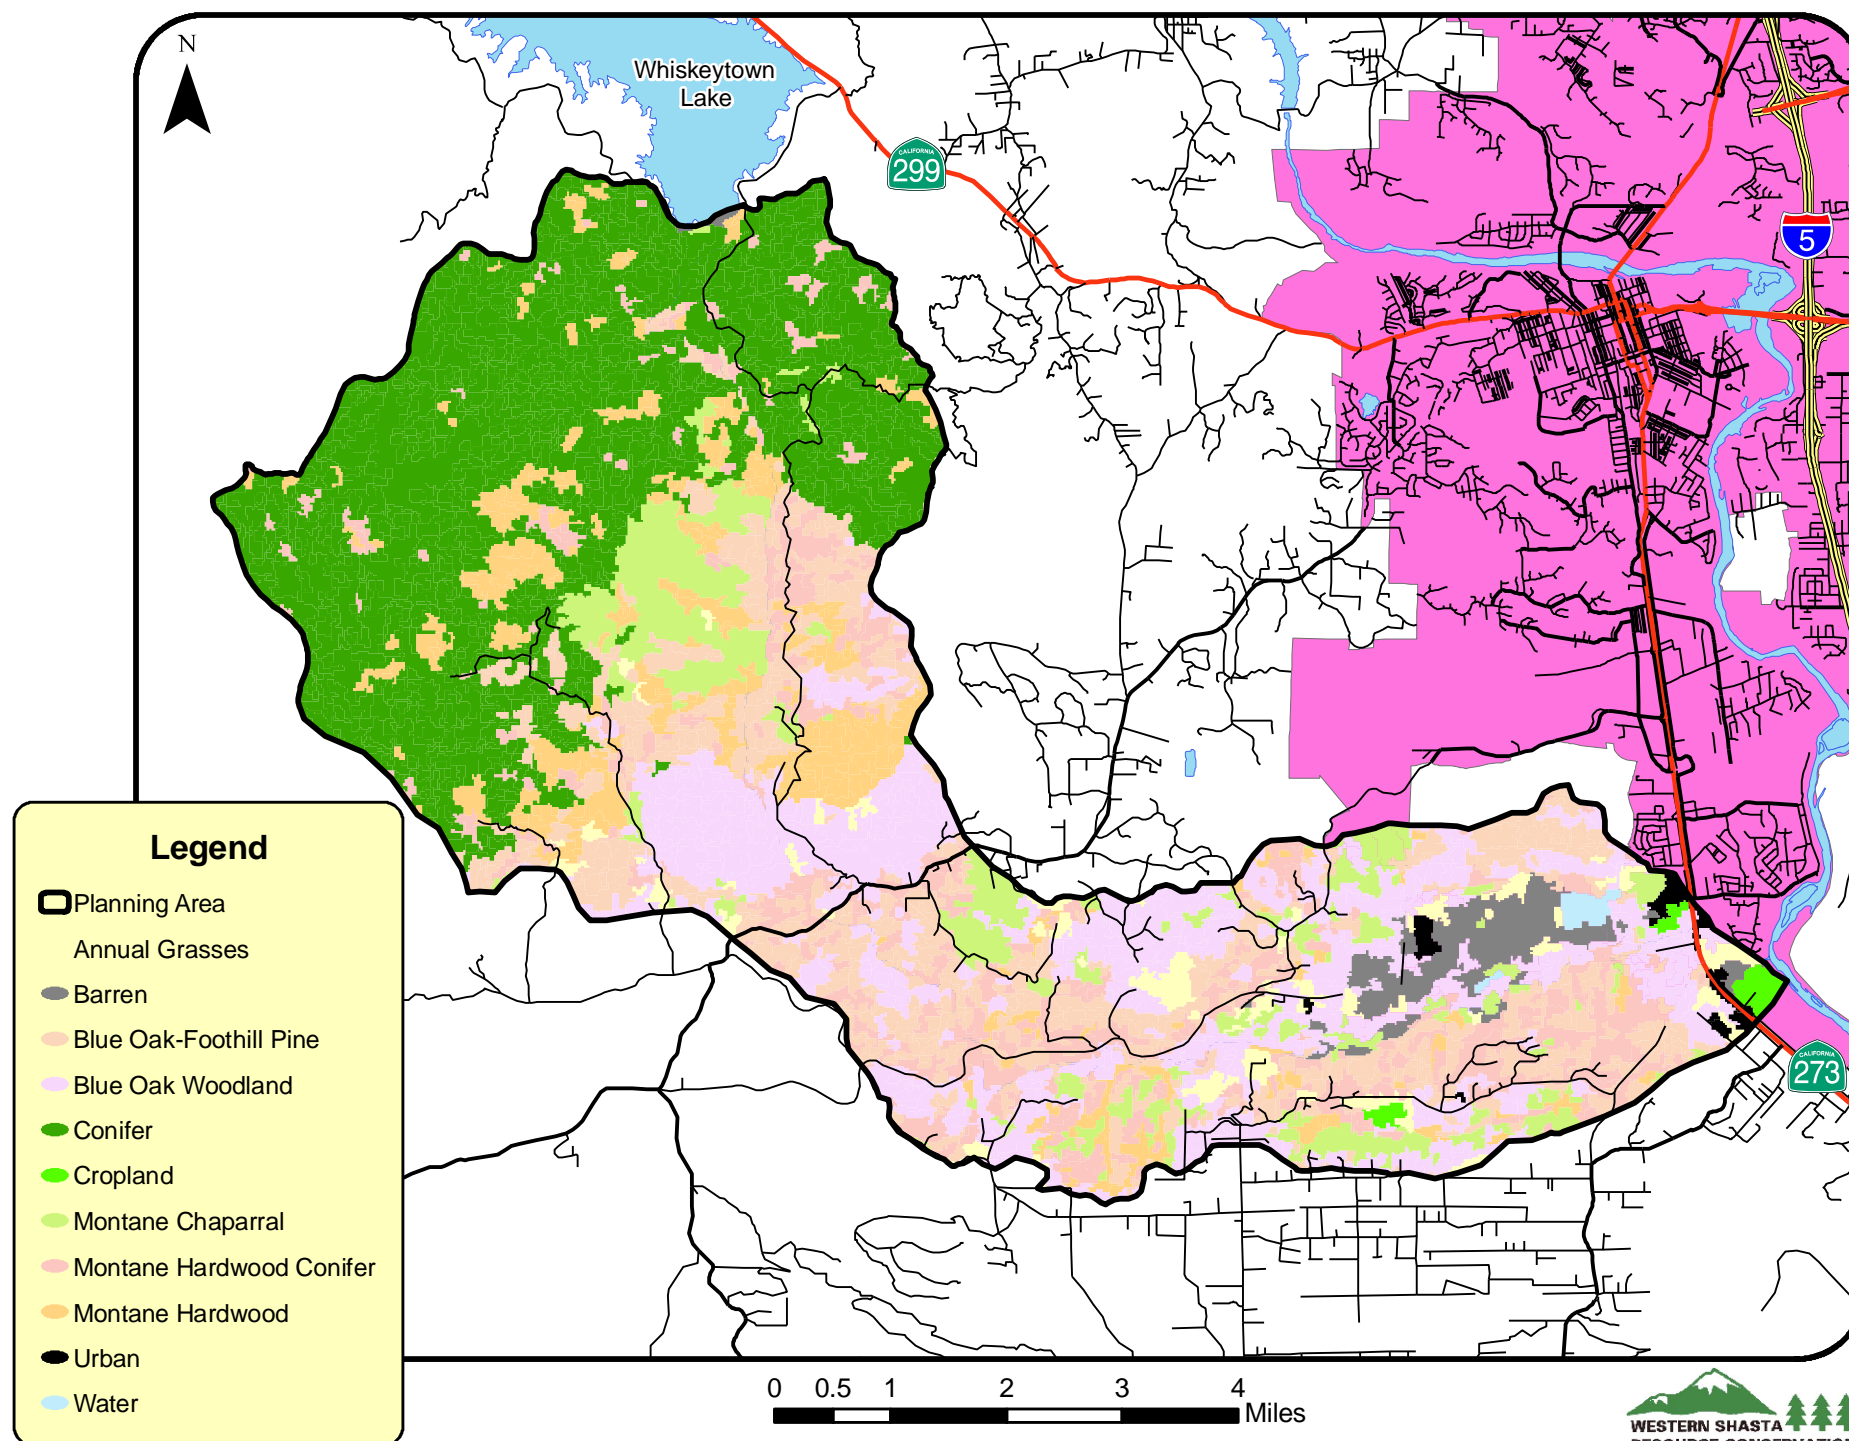 N
Whiskeytown
Lake
CALIFORNIA
299
5
Legend
Planning Area
Annual Grasses
Barren
Blue Oak-Foothill Pine
Blue Oak Woodland
Conifer
Cropland
Montane Chaparral
Montane Hardwood Conifer
Montane Hardwood
Urban
Water
CALIFORNIA
273
0 0.5 1 2 3 4
Miles
WESTERN SHASTA
RESOURCE CONSERVATION